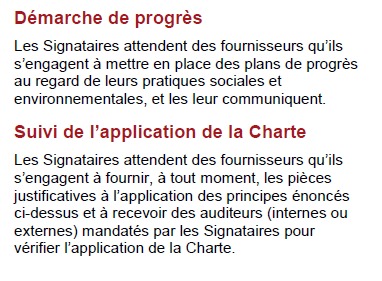 Démarche de progrès
Les Signataires attendent des fournisseurs qu’ils
s’engagent à mettre en place des plans de progrès
au regard de leurs pratiques sociales et
environnementales, et les leur communiquent.
Suivi de l’application de la Charte
Les Signataires attendent des fournisseurs qu’ils
s’engagent à fournir, à tout moment, les pièces
justificatives à l’application des principes énoncés
ci-dessus et à recevoir des auditeurs (internes ou
externes) mandatés par les Signataires pour
vérifier l’application de la Charte.